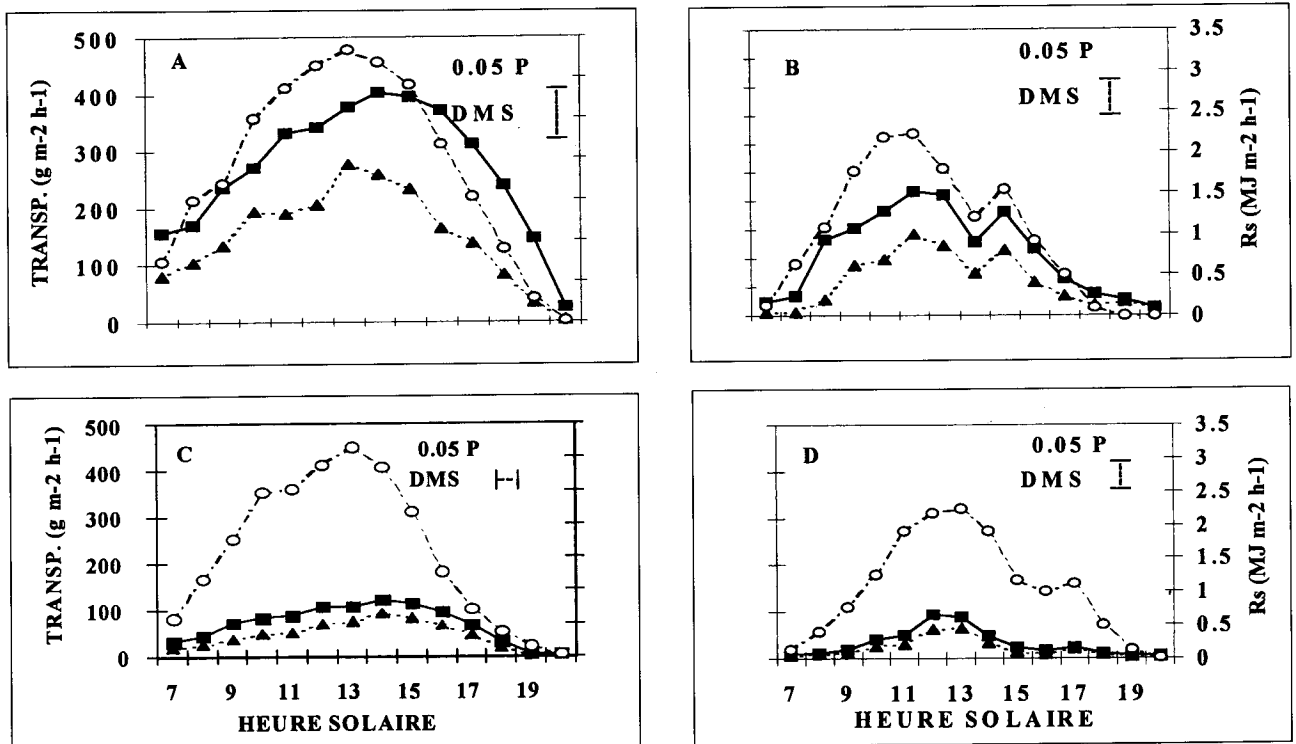 A
0.05 P
DMS
500
400
300
200
100
0
TRANSP. (g m-2 h-1)
B
0.05 P
DMS
3.5
3
2.5
2
1.5
1
0.5
0
Rs (MJ m-2 h-1)
C
0.05 P
DMS
500
400
300
200
100
0
TRANSP. (g m-2 h-1)
7 9 11 13 15 17 19
HEURE SOLAIRE
D
0.05 P
DMS
3.5
3
2.5
2
1.5
1
0.5
0
Rs (MJ m-2 h-1)
7 9 11 13 15 17 19
HEURE SOLAIRE